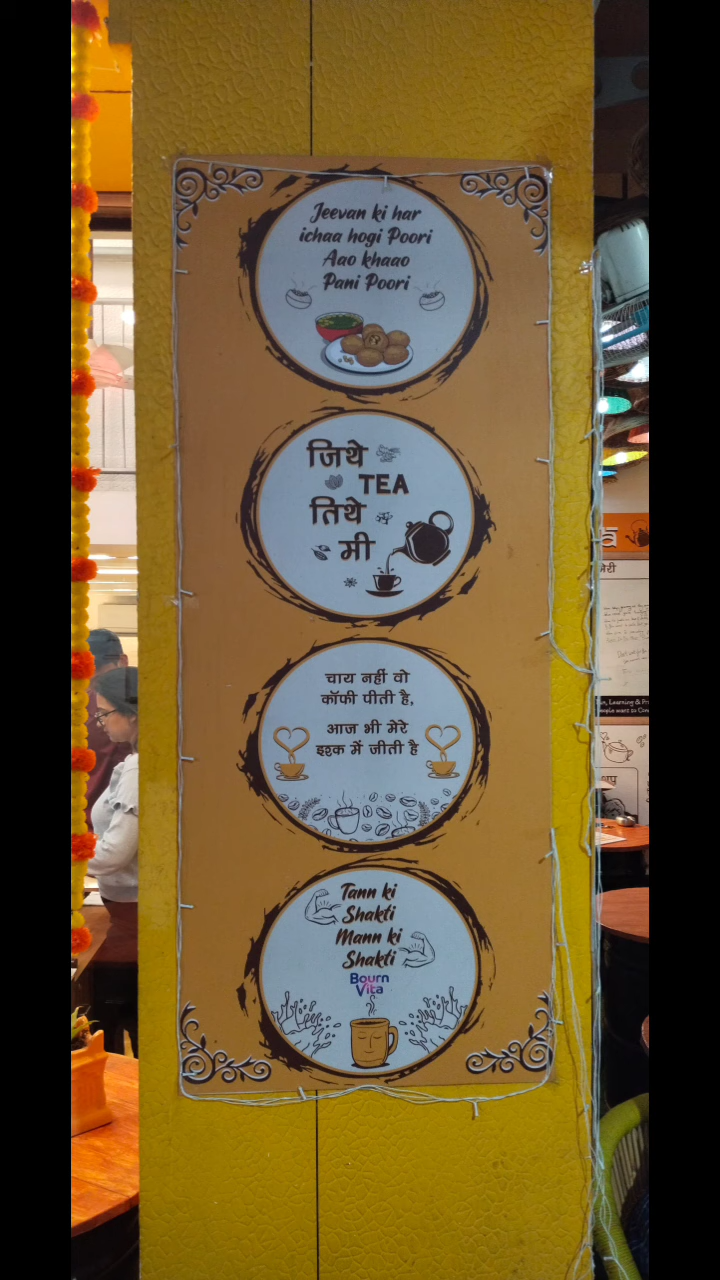 Jeevan ki har
ichaa hogi Poori
Aao khaao
Pani Poori
जिथे
TEA
तिथे
मी
चाय नहीं वो
कॉफी पीती है,
आज भी मेरे
इश्क में जीती है
Tann ki
Shakti
Mann ki
Shakti
Bourn
Vita